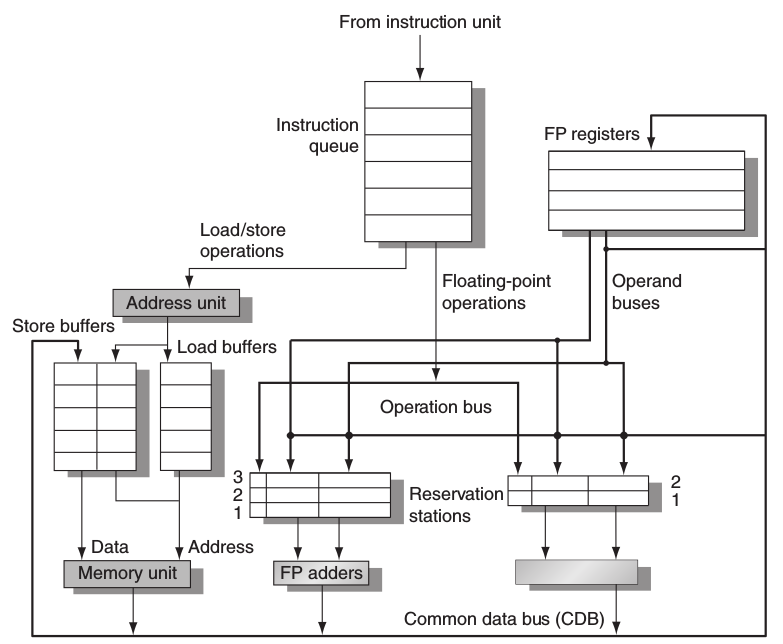 From instruction unit
Instruction
queue
FP registers
Load/store
operations
Address unit
Floating-point
operations
Operand
buses
Store buffers
Load buffers
Operation bus
3
2
1
Reservation
stations
2
1
Data
Address
Memory unit
FP adders
Common data bus (CDB)